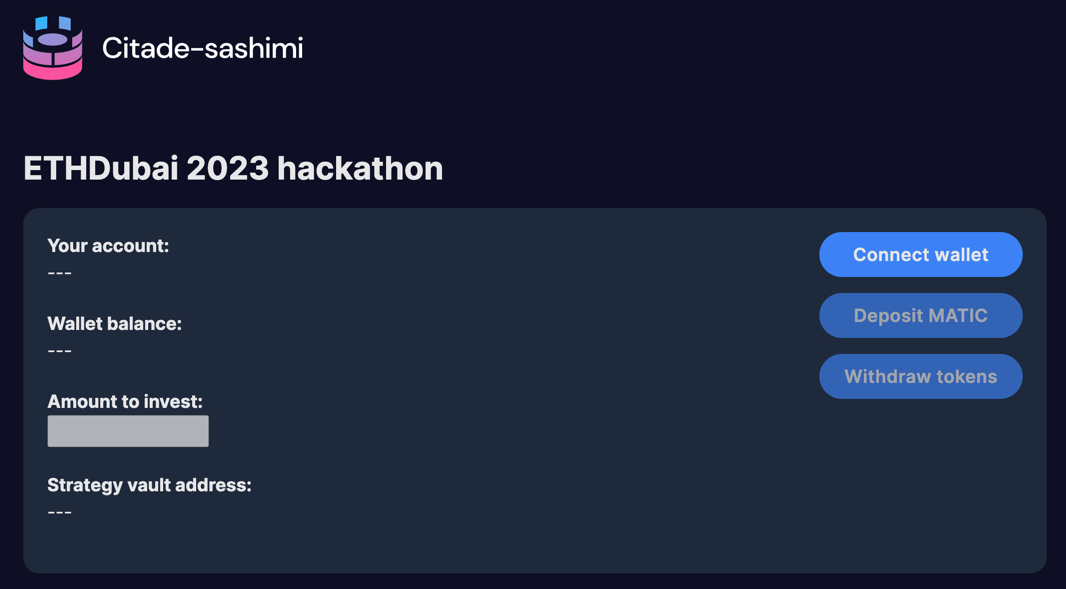 Citade-sashimi
ETHDubai 2023 hackathon
Your account:
---
Wallet balance:
---
Amount to invest:
Strategy vault address:
---
Connect wallet
Deposit MATIC
Withdraw tokens